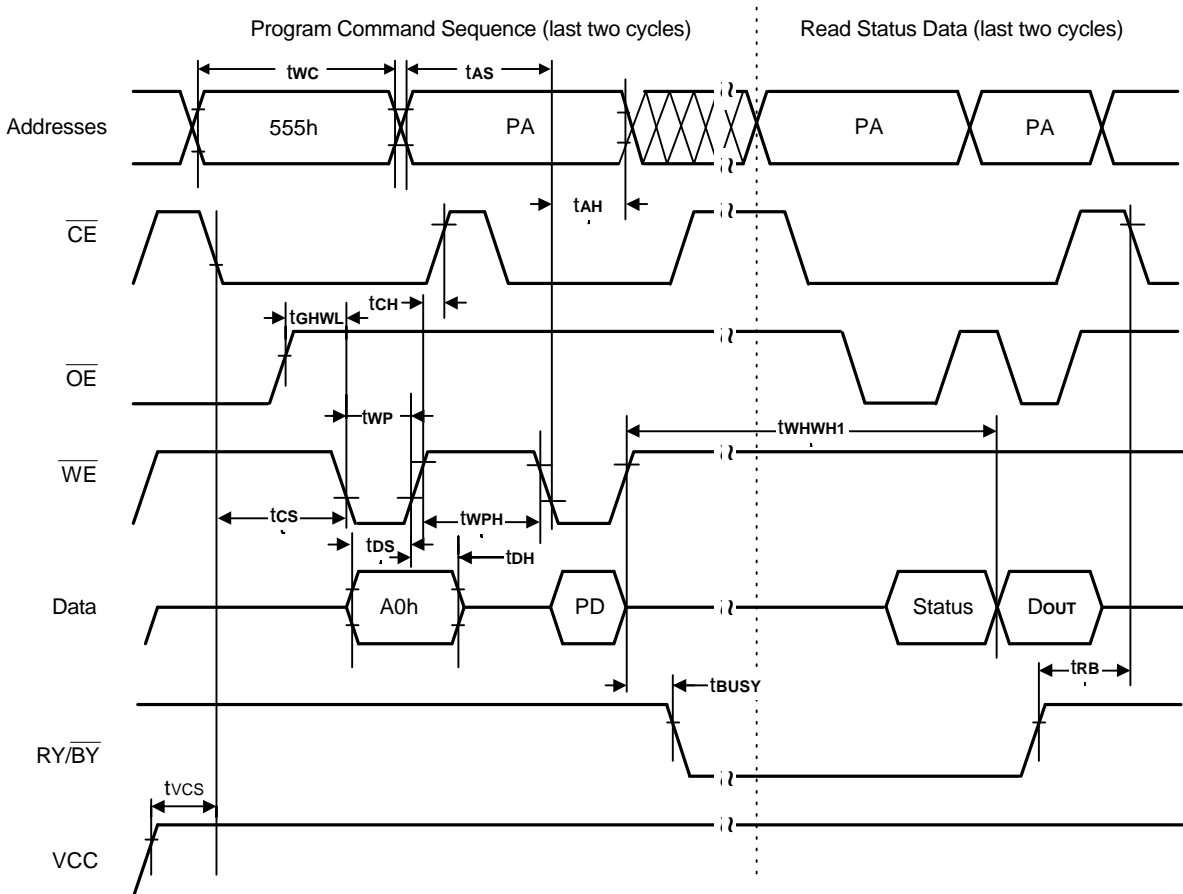 Program Command Sequence (last two cycles) Read Status Data (last two cycles)
tWC tAS
Addresses 555h PA PA PA
tAH
CE
tCH
tGHWL
OE
tWP
tWHWH1
WE
tCS tWPH
tDS tDH
Data A0h PD Status DOUT
tBUSY tRB
RY/BY
tVCS
VCC